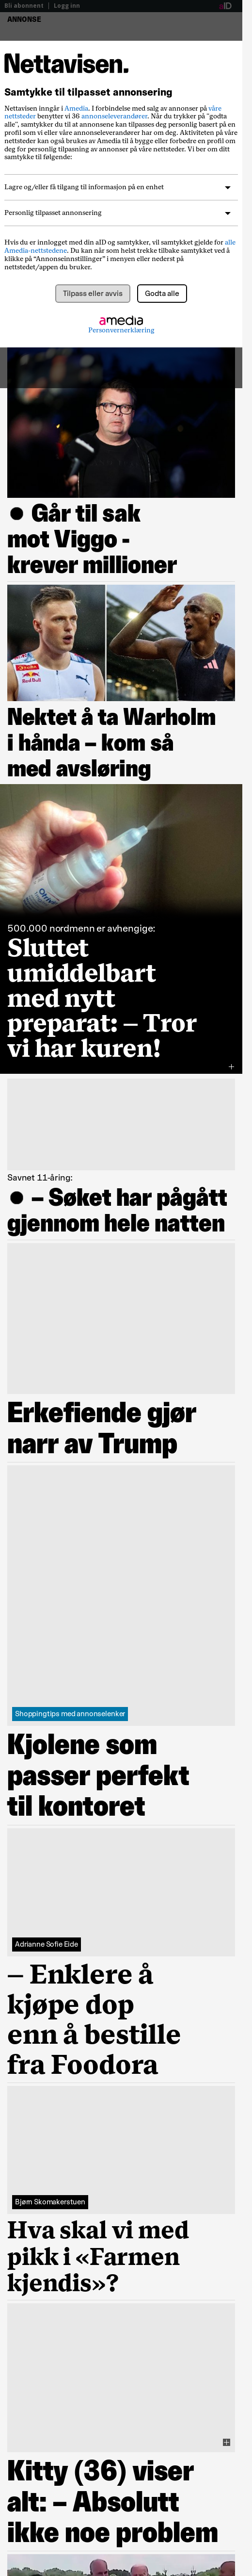 Bli abonnent
Logg inn
aID
ANNONSE
Nettavisen.
Samtykke til tilpasset annonsering
Nettavisen inngår i Amedia. I forbindelse med salg av annonser på våre
nettsteder benytter vi 36 annonseleverandører. Når du trykker på "godta
alle", samtykker du til at annonsene kan tilpasses deg personlig basert på en
profil som vi eller våre annonseleverandører har om deg. Aktivitet­en på våre
nettsteder kan også brukes av Amedia til å bygge eller forbedre en profil om
deg for personlig tilpasning av annonser på våre nettsteder. Vi ber om ditt
samtykke til følgende:
Lagre og/eller få tilgang til informasjon på en enhet
Personlig tilpasset annonsering
Hvis du er innlogget med din aID og samtykker, vil samtykket gjelde for alle
Amedia-nettstedene. Du kan når som helst trekke tilbake samtykket ved å
klikke på “Annonseinnstillinger” i menyen eller nederst på
nettstedet/appen du bruker.
Tilpass eller avvis
Godta alle
amedia
Personvernerklæring
Går til sak
mot Viggo -
krever millioner
Nektet å ta Warholm
i hånda – kom så
med avsløring
500.000 nordmenn er avhengige:
Sluttet
umiddelbart
med nytt
preparat: – Tror
vi har kuren!
Savnet 11-åring:
– Søket har pågått
gjennom hele natten
Erkefiende gjør
narr av Trump
Shoppingtips med annonselenker
Kjolene som
passer perfekt
til kontoret
Adrianne Sofie Eide
– Enklere å
kjøpe dop
enn å bestille
fra Foodora
Bjørn Skomakerstuen
Hva skal vi med
pikk i «Farmen
kjendis»?
Kitty (36) viser
alt: – Absolutt
ikke noe problem